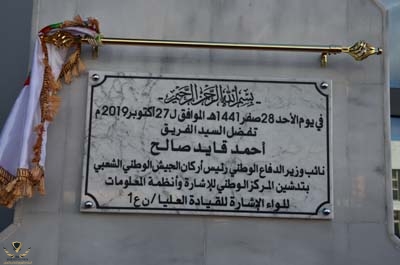 بسم الله الرحمن الرحيم
في يوم الأحد 28 صفر 1441هـ الموافق لـ 27 أكتوبر 2019 م
تفضل السيد الفريق
أحمد قايد صالح
نائب وزير الدفاع الوطني رئيس أركان الجيش الوطني الشعبي
بتدشين المركز الوطني للإشارة وأنظمة المعلومات
للواء الإشارة للقيادة العليا/ن ع 1